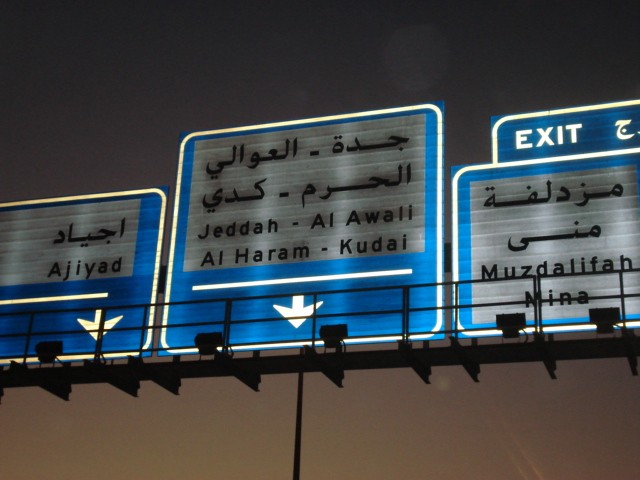 اجياد
Ajiyad
جدة - العوالي
الحرم - كدي
Jeddah - Al Awali
Al Haram - Kudai
EXIT
مزدلفة
منى
Muzdalifah
Mina